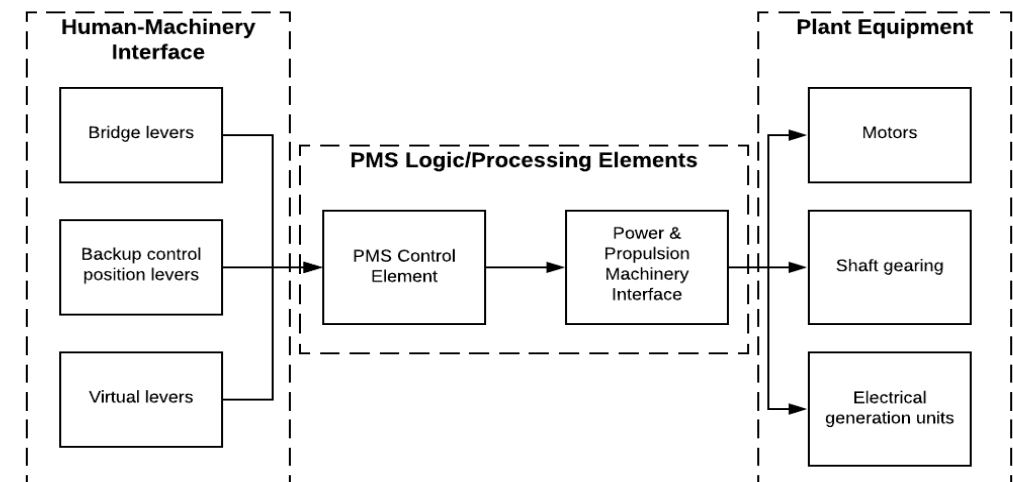 Human-Machinery
Interface
Bridge levers
Backup control
position levers
Virtual levers
PMS Logic/Processing Elements
PMS Control
Element
Power &
Propulsion
Machinery
Interface
Plant Equipment
Motors
Shaft gearing
Electrical
generation units